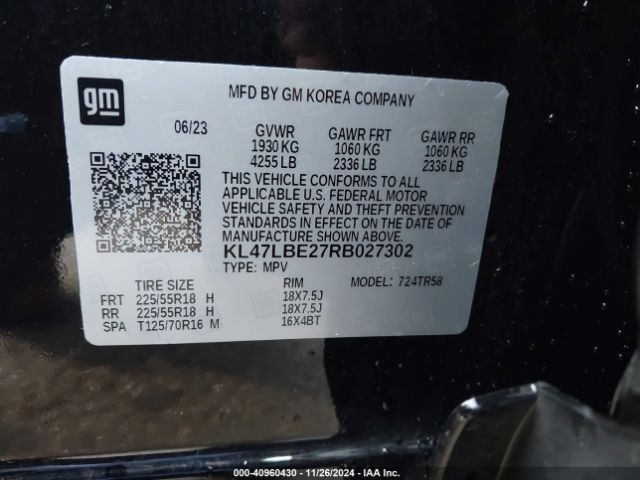 gm
MFD BY GM KOREA COMPANY
06/23 GVWR GAWR FRT GAWR RR
1930 KG 1060 KG 1060 KG
4255 LB 2336 LB 2336 LB
THIS VEHICLE CONFORMS TO ALL
APPLICABLE U.S. FEDERAL MOTOR
VEHICLE SAFETY AND THEFT PREVENTION
STANDARDS IN EFFECT ON THE DATE OF
MANUFACTURE SHOWN ABOVE.
KL47LBE27RB027302
TYPE: MPV MODEL: 724TR58
TIRE SIZE RIM
FRT 225/55R18 H 18X7.5J
RR 225/55R18 H 18X7.5J
SPA T125/70R16 M 16X4BT
000-40960430 - 11/26/2024 - IAA Inc.